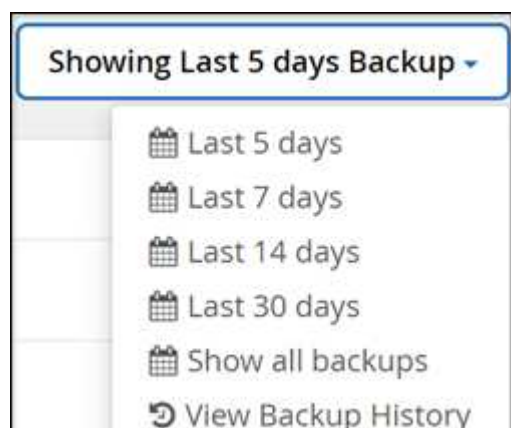 Showing Last 5 days Backup
Last 5 days
Last 7 days
Last 14 days
Last 30 days
Show all backups
View Backup History